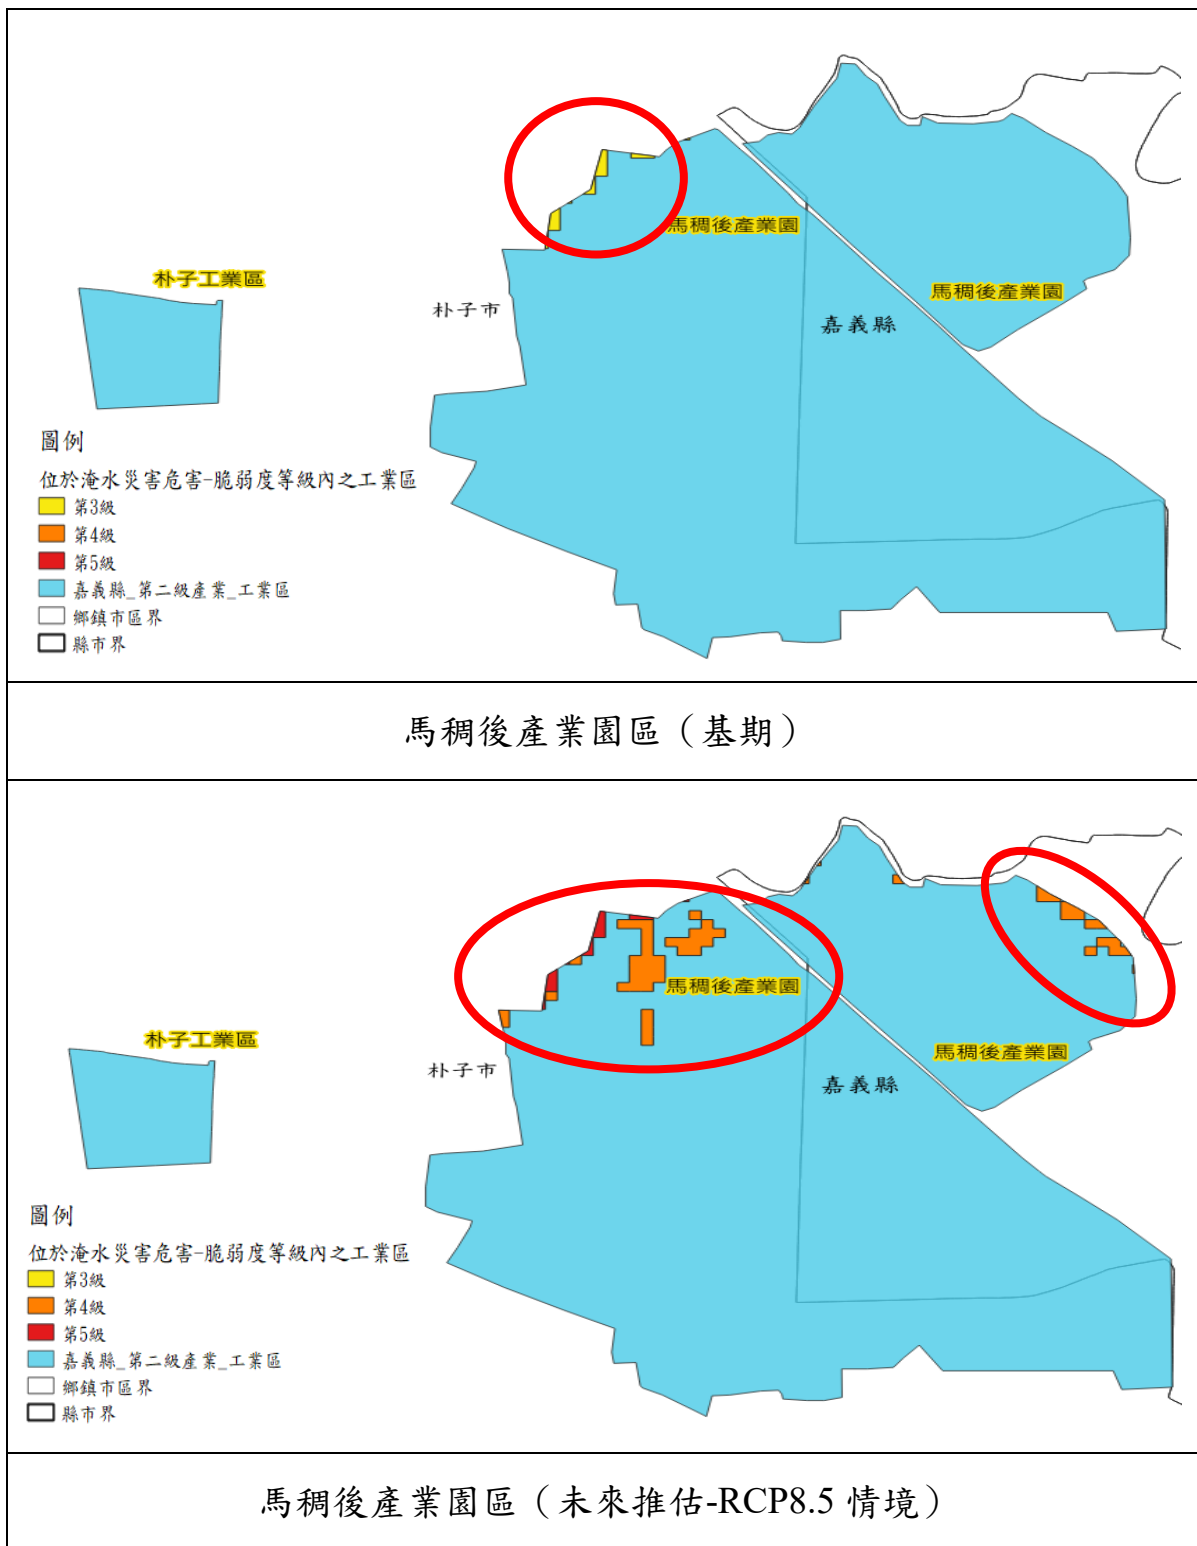 馬稠後產業園
馬稠後產業園
朴子工業區
朴子市
嘉義縣
圖例
位於淹水災害危害-脆弱度等級內之工業區
第3級
第4級
第5級
嘉義縣_第二級產業_工業區
鄉鎮市區界
縣市界
馬稠後產業園區（基期）
馬稠後產業園
朴子工業區
馬稠後產業園
朴子市
嘉義縣
圖例
位於淹水災害危害-脆弱度等級內之工業區
第3級
第4級
第5級
嘉義縣_第二級產業_工業區
鄉鎮市區界
縣市界
馬稠後產業園區（未來推估-RCP8.5 情境）